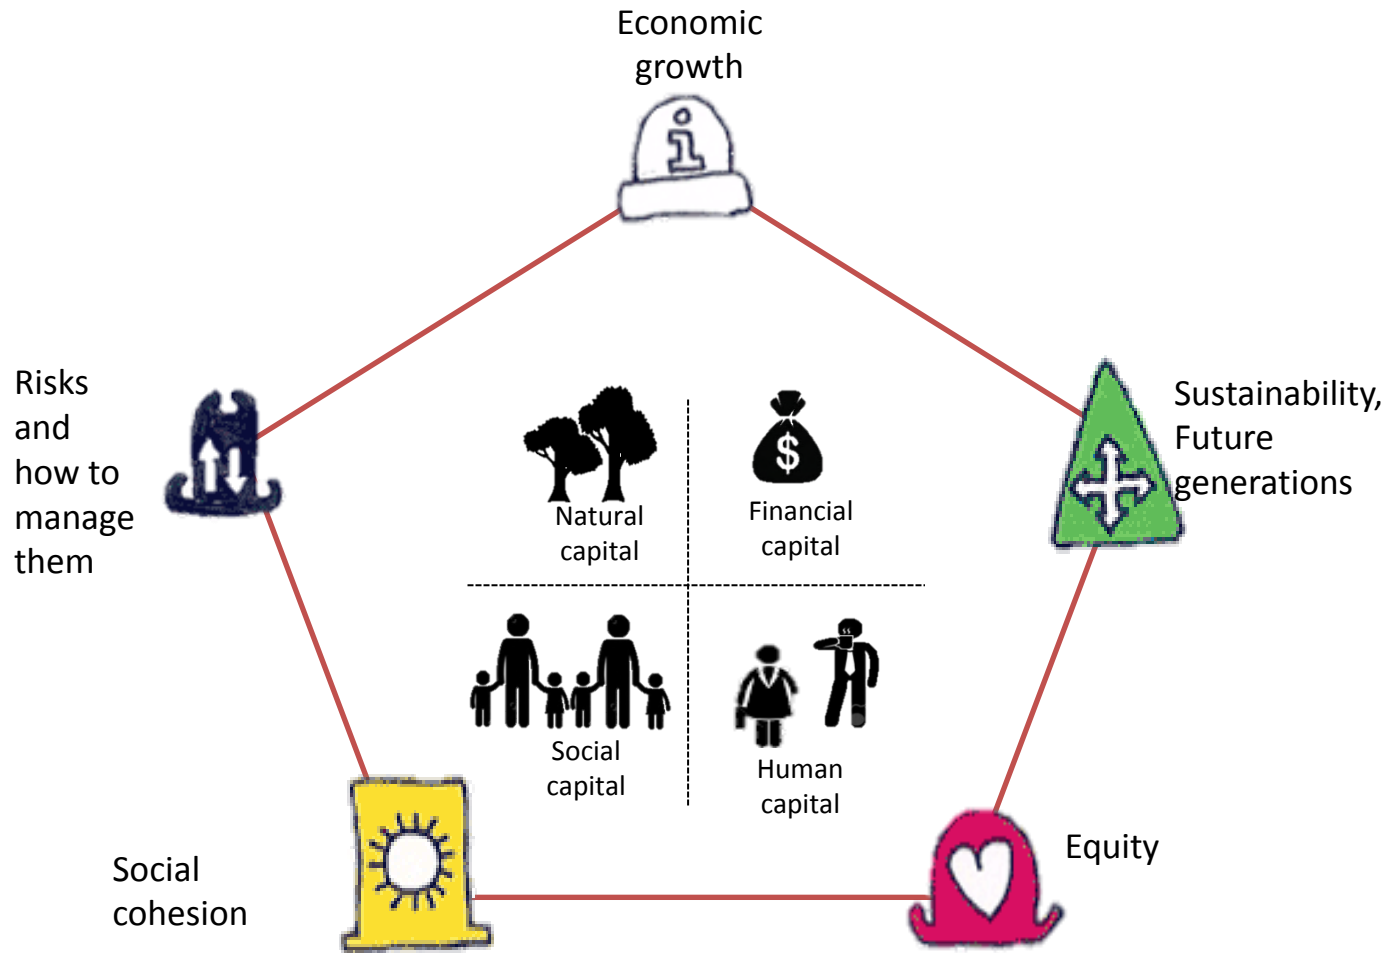 Economic
growth
i
Risks
and
how to
manage
them
Sustainability,
Future
generations
$
Natural
capital
Financial
capital
Social
capital
Human
capital
Social
cohesion
Equity